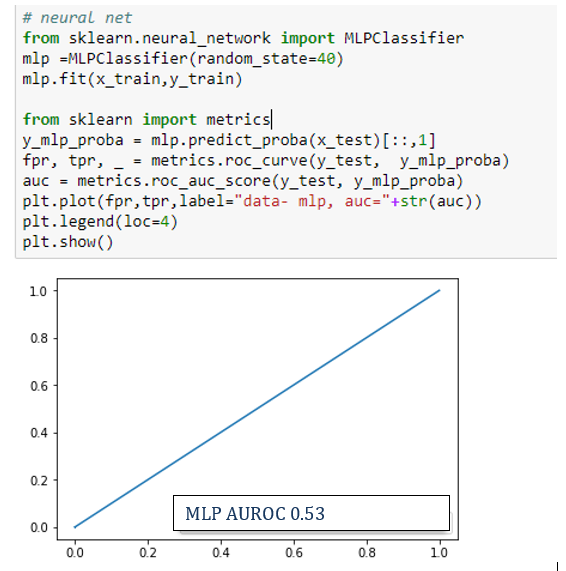 # neural net
from sklearn.neural_network import MLPClassifier
mlp =MLPClassifier(random_state=40)
mlp.fit(x_train,y_train)
from sklearn import metrics
y_mlp_proba = mlp.predict_proba(x_test)[::,1]
fpr, tpr, _ = metrics.roc_curve(y_test,  y_mlp_proba)
auc = metrics.roc_auc_score(y_test, y_mlp_proba)
plt.plot(fpr,tpr,label="data- mlp, auc="+str(auc))
plt.legend(loc=4)
plt.show()
1.0
0.8
0.6
0.4
0.2
0.0
MLP AUROC 0.53
0.0 0.2 0.4 0.6 0.8 1.0